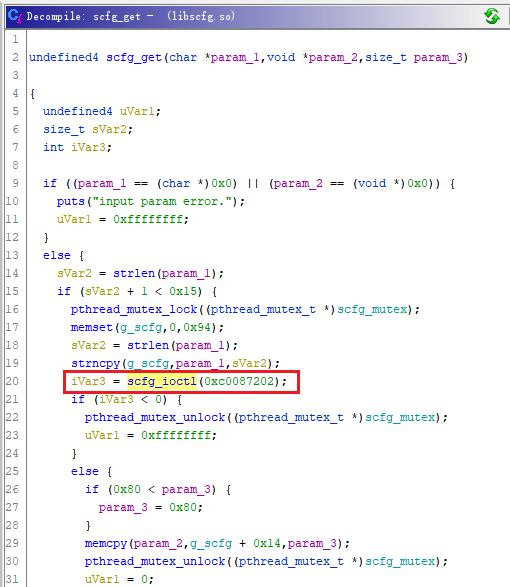 Decompile: scfg_get - (libscfg.so)
1
2 undefined4 scfg_get(char *param_1,void *param_2,size_t param_3)
3
4 {
5 undefined4 uVar1;
6 size_t sVar2;
7 int iVar3;
8
9 if ((param_1 == (char *)0x0) || (param_2 == (void *)0x0)) {
10 puts("input param error.");
11 uVar1 = 0xffffffff;
12 }
13 else {
14 sVar2 = strlen(param_1);
15 if (sVar2 + 1 < 0x15) {
16 pthread_mutex_lock((pthread_mutex_t *)scfg_mutex);
17 memset(g_scfg,0,0x94);
18 sVar2 = strlen(param_1);
19 strncpy(g_scfg,param_1,sVar2);
20 iVar3 = scfg_ioctl(0xc0087202);
21 if (iVar3 < 0) {
22 pthread_mutex_unlock((pthread_mutex_t *)scfg_mutex);
23 uVar1 = 0xffffffff;
24 }
25 else {
26 if (0x80 < param_3) {
27 param_3 = 0x80;
28 }
29 memcpy(param_2,g_scfg + 0x14,param_3);
30 pthread_mutex_unlock((pthread_mutex_t *)scfg_mutex);
31 uVar1 = 0;